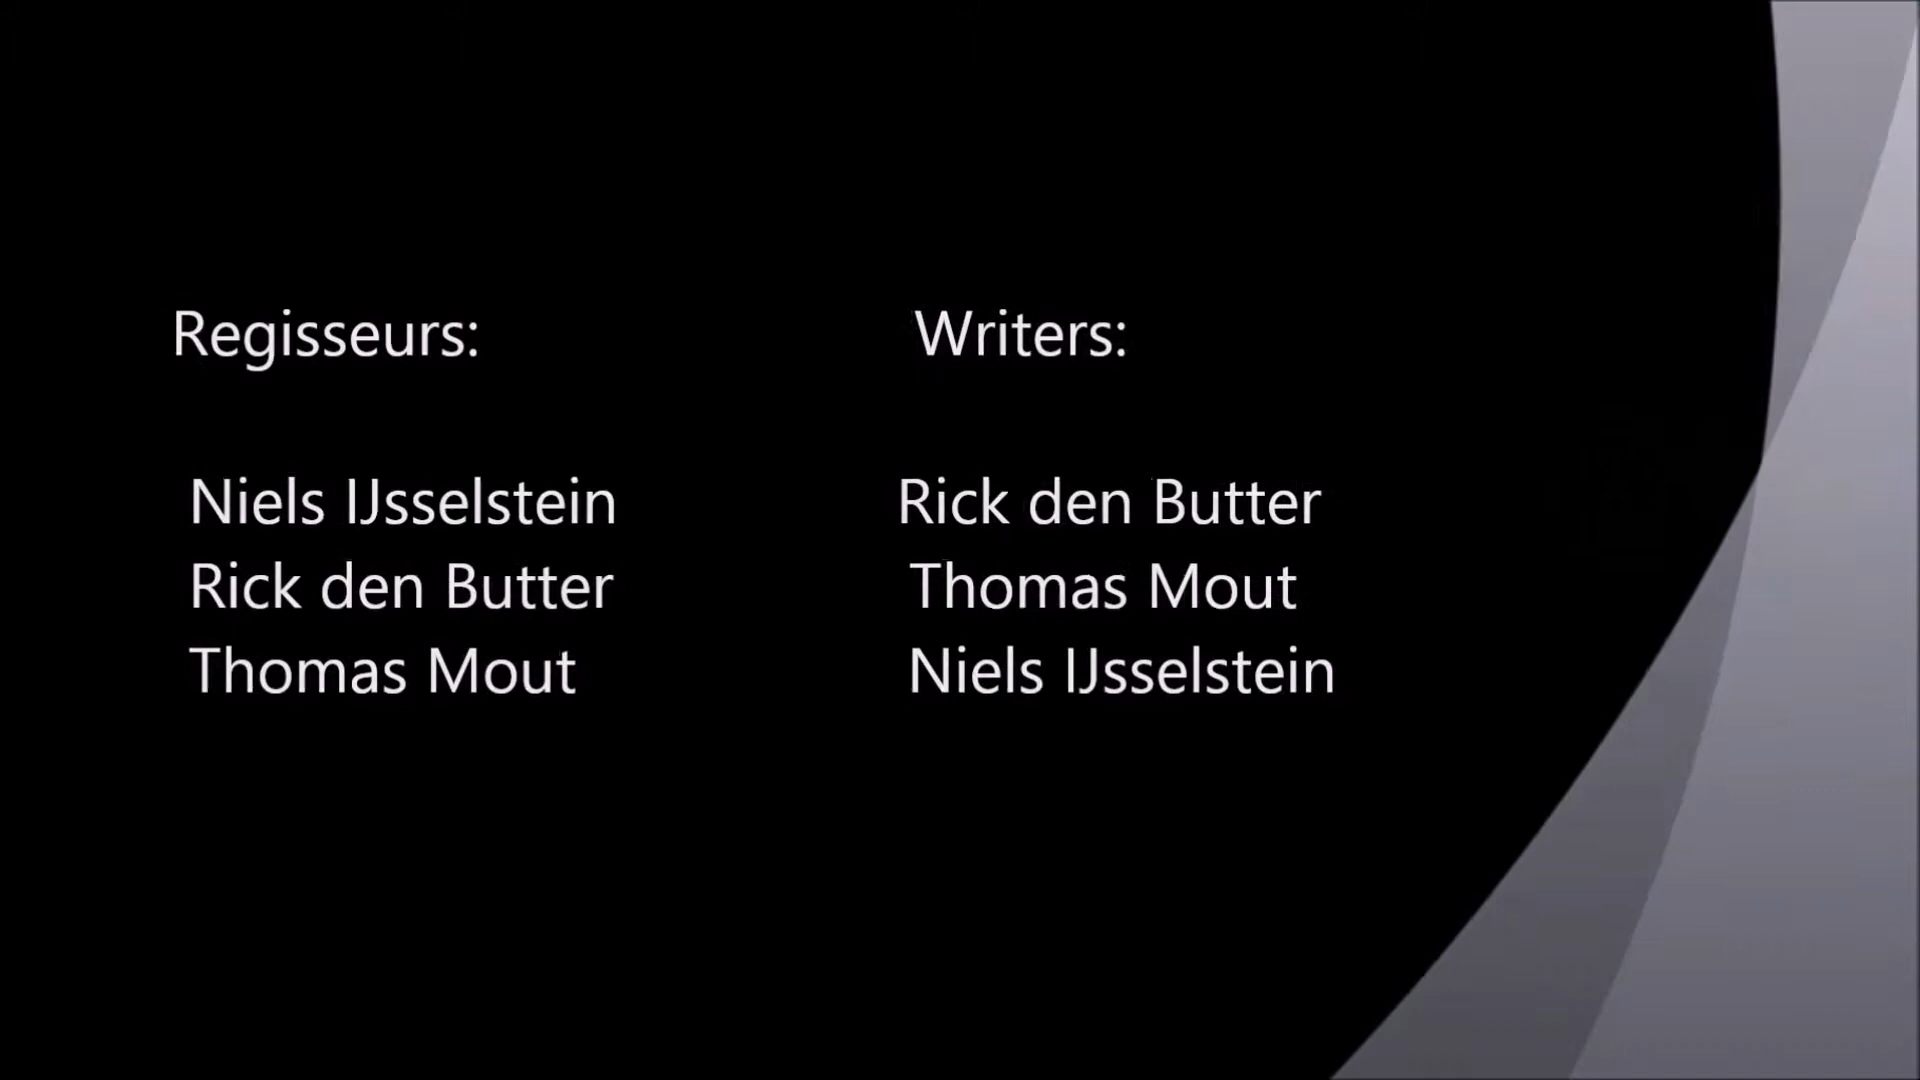 Regisseurs:
Niels IJsselstein
Rick den Butter
Thomas Mout
Writers:
Rick den Butter
Thomas Mout
Niels IJsselstein